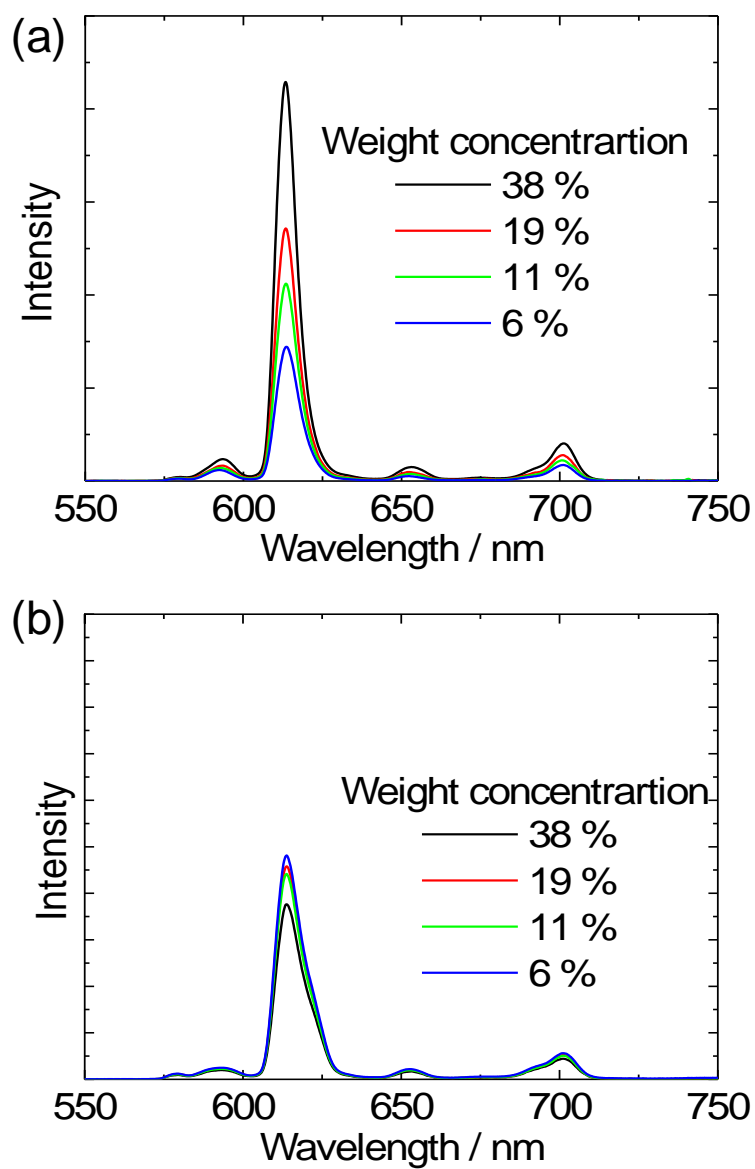 (a)
Weight concentrartion
38 %
19 %
11 %
6 %
Intensity
550 600 650 700 750
Wavelength / nm
(b)
Weight concentrartion
38 %
19 %
11 %
6 %
Intensity
550 600 650 700 750
Wavelength / nm